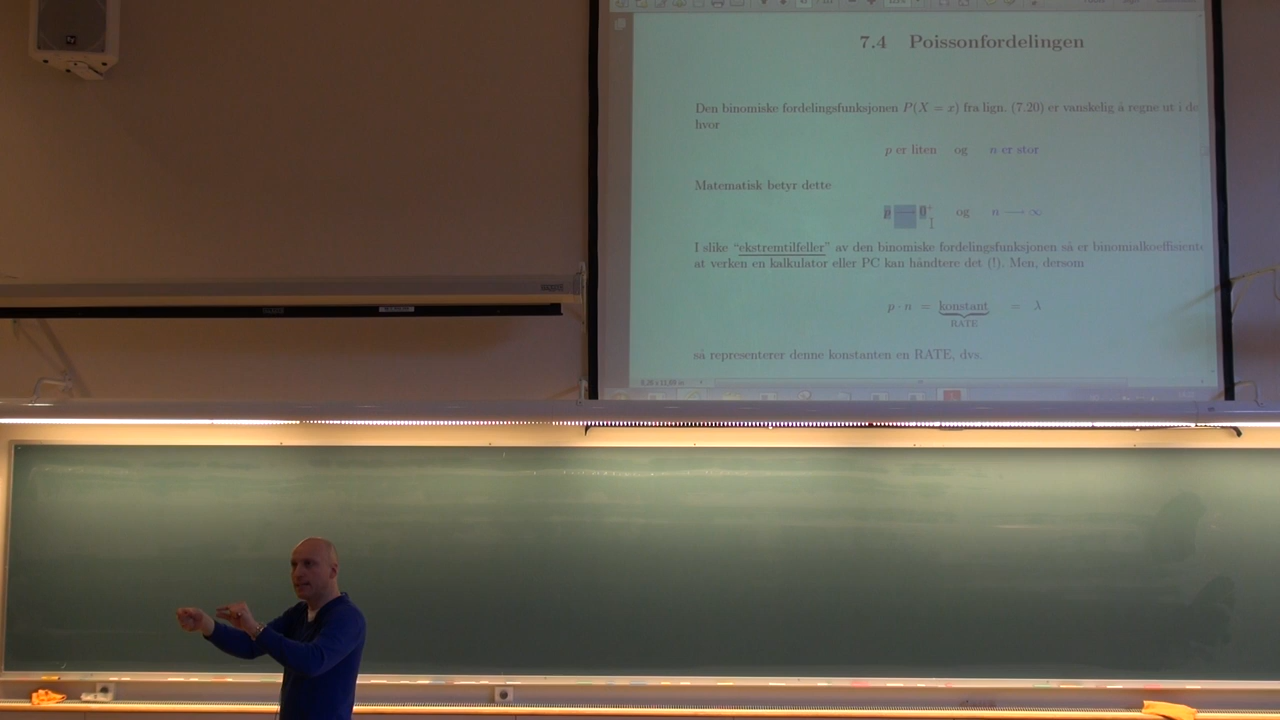 7.4 Poissonfordelingen
Den binomiske fordelingsfunksjonen P(X = x) fra lign. (7.20) er vanskelig å regne ut i de
hvor
p er liten og n er stor
Matematisk betyr dette
p ⟶ 0⁺ og n ⟶ ∞
I slike “ekstremtilfeller” av den binomiske fordelingsfunksjonen så er binomialkoeffisiente
at verken en kalkulator eller PC kan håndtere det (!). Men, dersom
p · n = konstant = λ
RATE
så representerer denne konstanten en RATE, dvs.